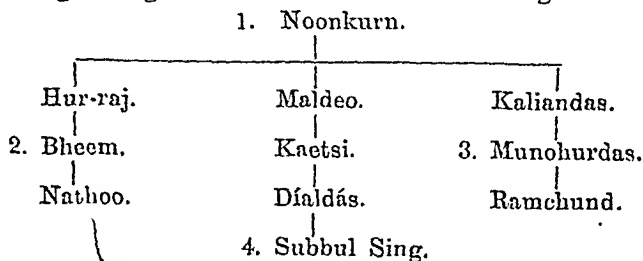 1. Noonkurn.
Hur-raj. Maldeo. Kaliandas.
2. Bheem. Kaetsi. 3. Munohurdas.
Nathoo. Díaldás. Ramchund.
4. Subbul Sing.